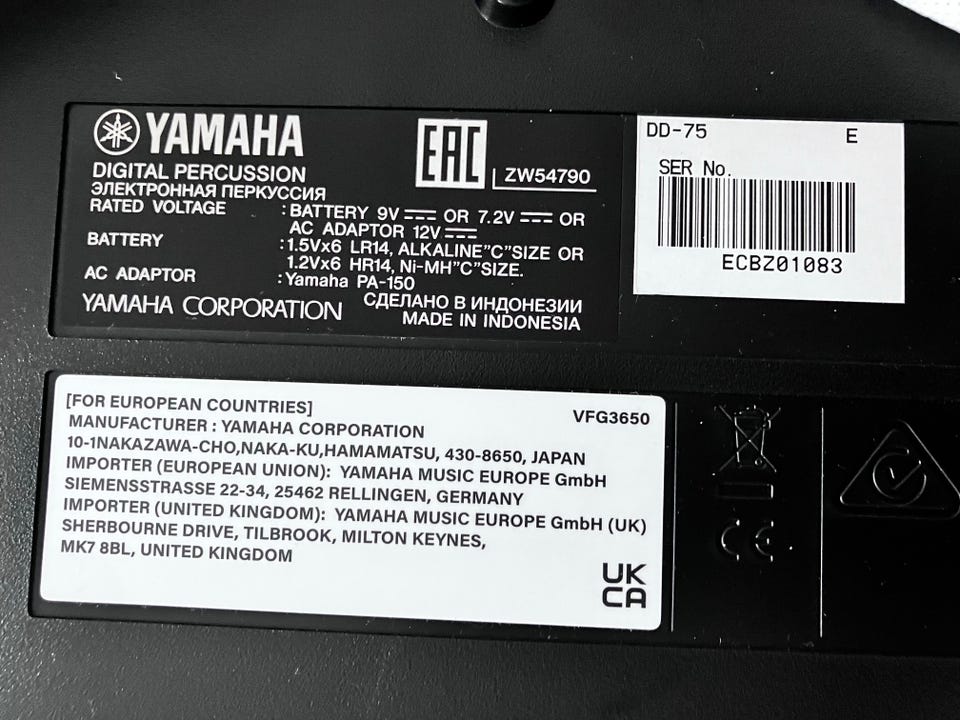 YAMAHA
EAC
ZW54790
DIGITAL PERCUSSION
ЭЛЕКТРОННАЯ ПЕРКУССИЯ
RATED VOLTAGE : BATTERY 9V OR 7.2V OR
AC ADAPTOR 12V
BATTERY : 1.5Vx6 LR14, ALKALINE"C"SIZE OR
1.2Vx6 HR14, Ni-MH"C"SIZE.
AC ADAPTOR : Yamaha PA-150
YAMAHA CORPORATION
СДЕЛАНО В ИНДОНЕЗИИ
MADE IN INDONESIA
DD-75 E
SER No.
ECBZ01083
[FOR EUROPEAN COUNTRIES] VFG3650
MANUFACTURER : YAMAHA CORPORATION
10-1NAKAZAWA-CHO,NAKA-KU,HAMAMATSU, 430-8650, JAPAN
IMPORTER (EUROPEAN UNION): YAMAHA MUSIC EUROPE GmbH
SIEMENSSTRASSE 22-34, 25462 RELLINGEN, GERMANY
IMPORTER (UNITED KINGDOM): YAMAHA MUSIC EUROPE GmbH (UK)
SHERBOURNE DRIVE, TILBROOK, MILTON KEYNES,
MK7 8BL, UNITED KINGDOM
UK
CA
CE